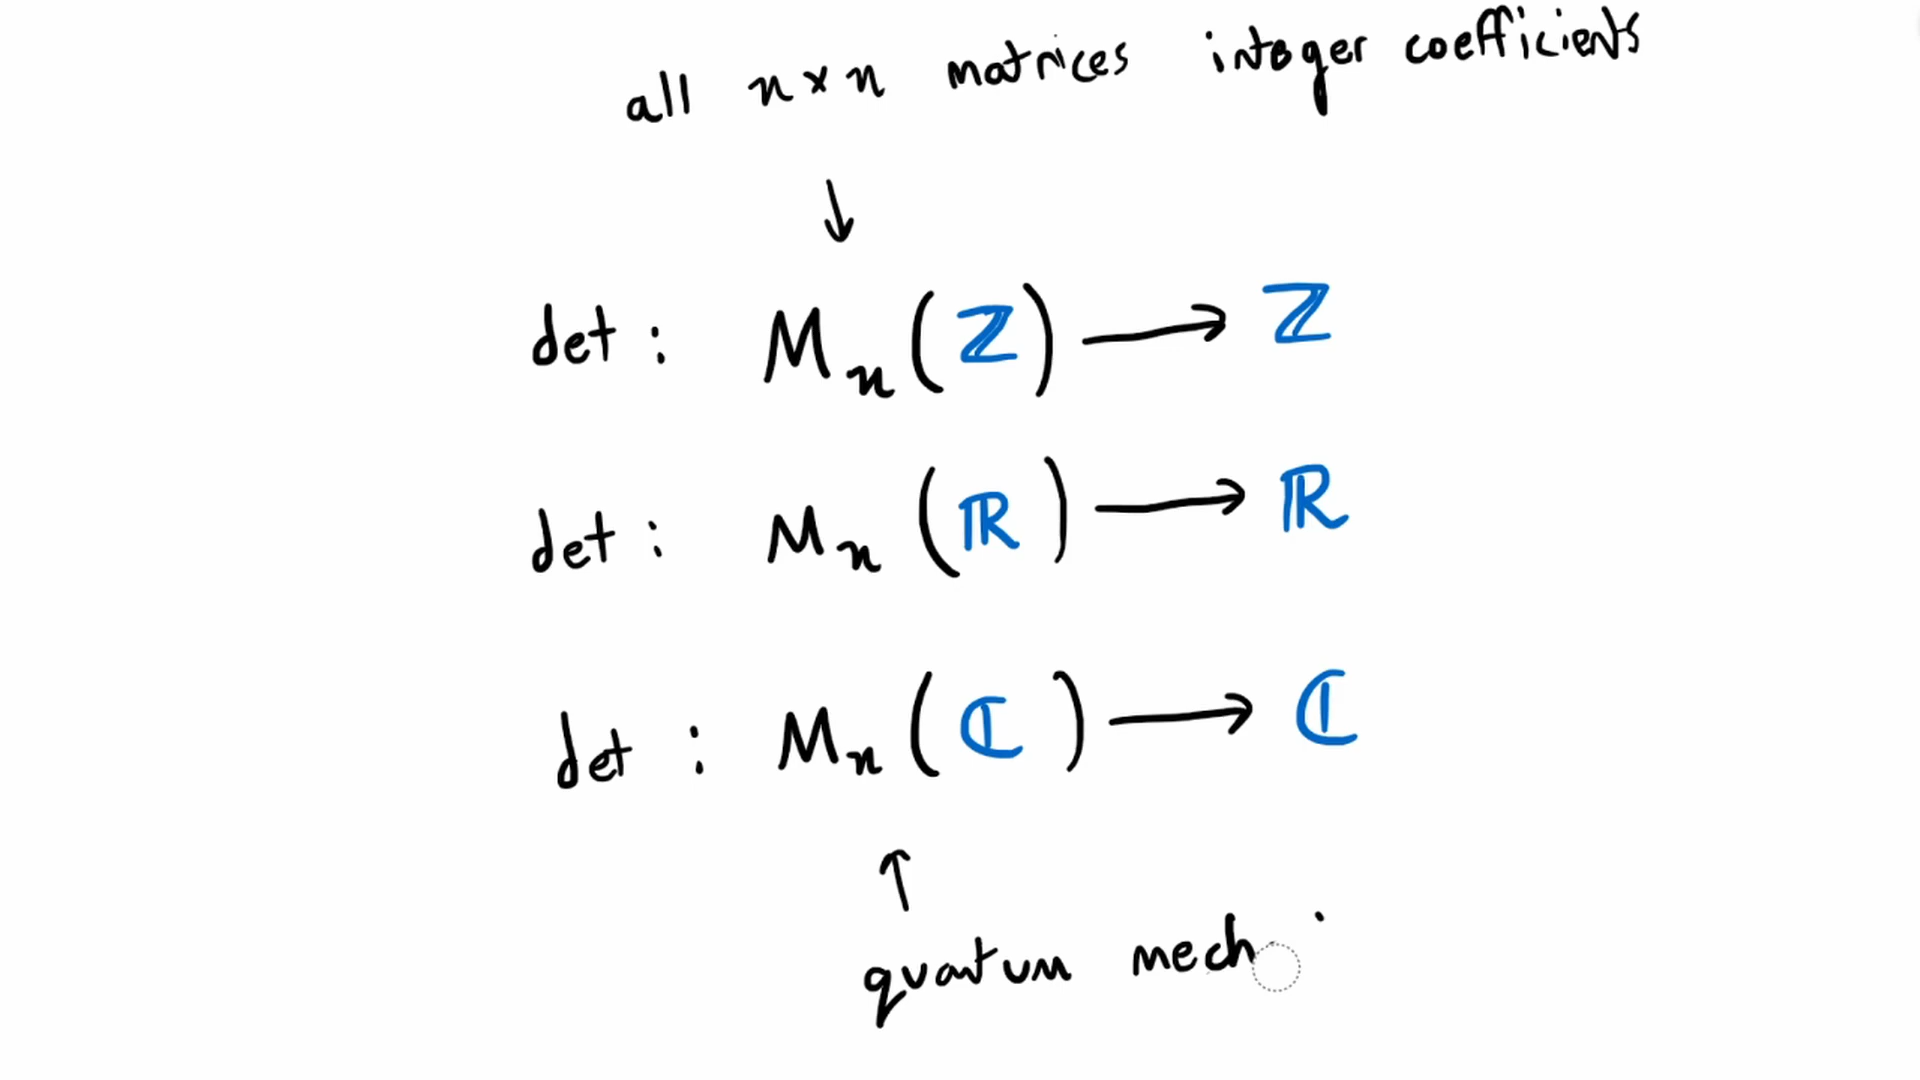 all n × n matrices integer coefficients
↓
det : Mₙ(ℤ) ⟶ ℤ
det : Mₙ(ℝ) ⟶ ℝ
det : Mₙ(ℂ) ⟶ ℂ
↑
quantum mech